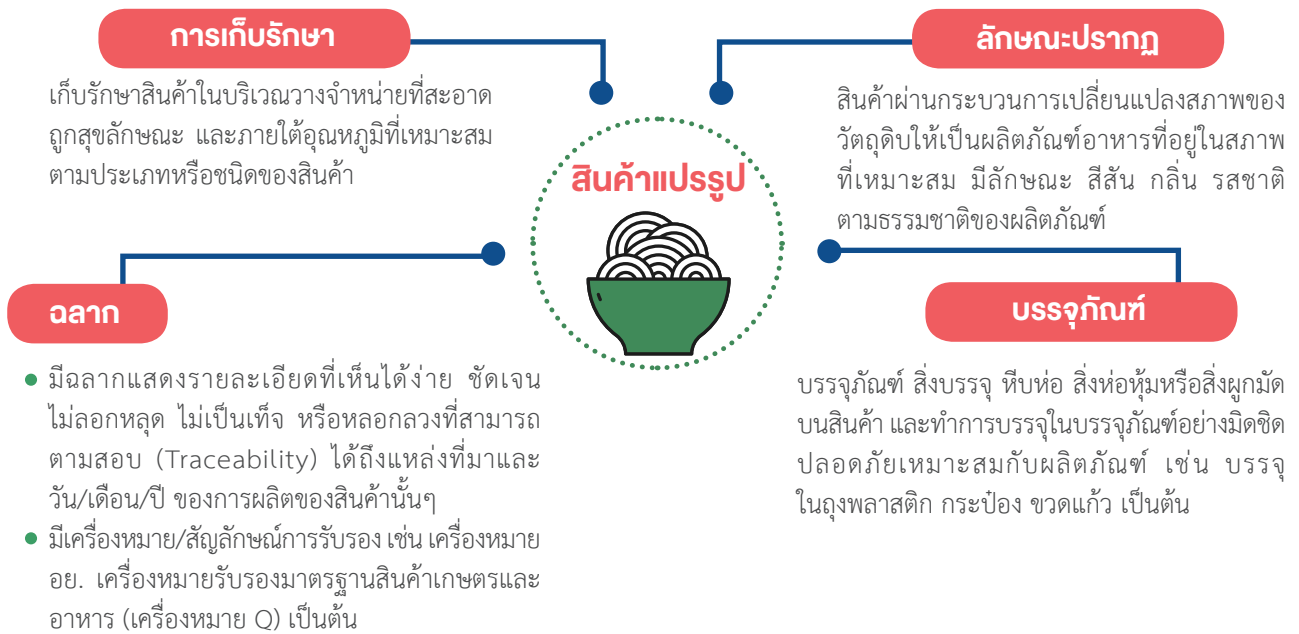 การเก็บรักษา
เก็บรักษาสินค้าในบริเวณวางจำหน่ายที่สะอาด
ถูกสุขลักษณะ และภายใต้อุณหภูมิที่เหมาะสม
ตามประเภทหรือชนิดของสินค้า
ลักษณะปรากฏ
สินค้าผ่านกระบวนการเปลี่ยนแปลงสภาพของ
วัตถุดิบให้เป็นผลิตภัณฑ์อาหารที่อยู่ในสภาพ
ที่เหมาะสม มีลักษณะ สีสัน กลิ่น รสชาติ
ตามธรรมชาติของผลิตภัณฑ์
สินค้าแปรรูป
ฉลาก
● มีฉลากแสดงรายละเอียดที่เห็นได้ง่าย ชัดเจน
ไม่ลอกหลุด ไม่เป็นเท็จ หรือหลอกลวงที่สามารถ
ตามสอบ (Traceability) ได้ถึงแหล่งที่มาและ
วัน/เดือน/ปี ของการผลิตของสินค้านั้นๆ
● มีเครื่องหมาย/สัญลักษณ์การรับรอง เช่น เครื่องหมาย
อย. เครื่องหมายรับรองมาตรฐานสินค้าเกษตรและ
อาหาร (เครื่องหมาย Q) เป็นต้น
บรรจุภัณฑ์
บรรจุภัณฑ์ สิ่งบรรจุ หีบห่อ สิ่งห่อหุ้มหรือสิ่งผูกมัด
บนสินค้า และทำการบรรจุในบรรจุภัณฑ์อย่างมิดชิด
ปลอดภัยเหมาะสมกับผลิตภัณฑ์ เช่น บรรจุ
ในถุงพลาสติก กระป๋อง ขวดแก้ว เป็นต้น